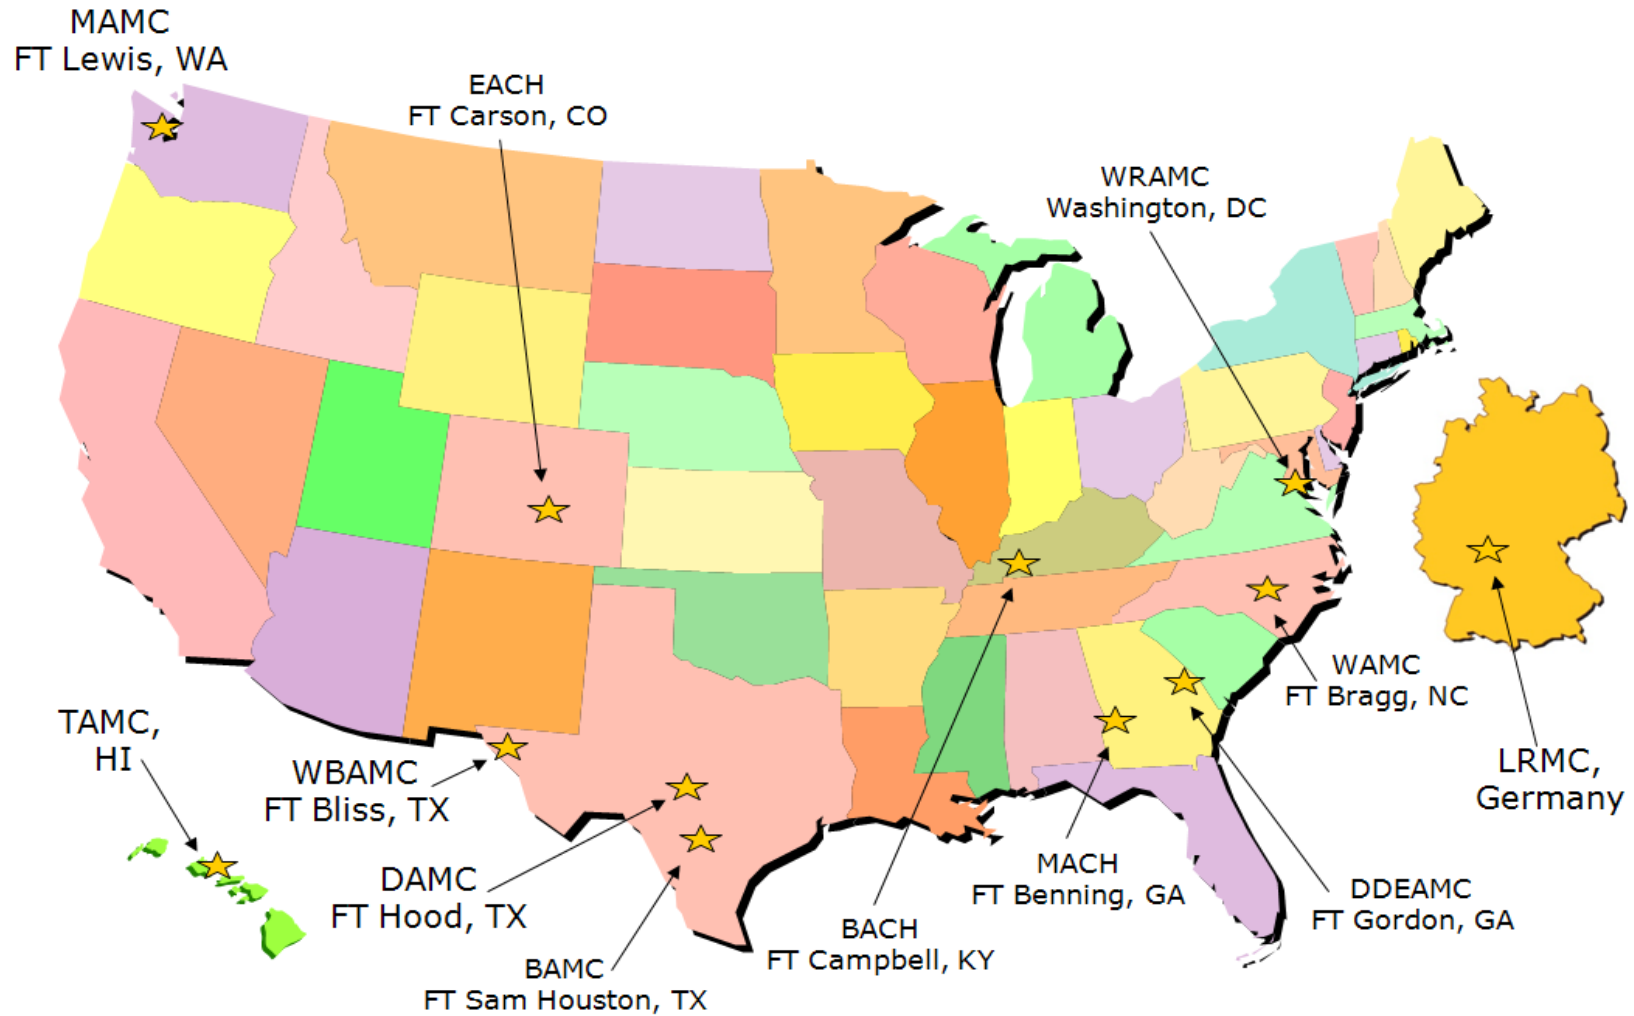 MAMC
FT Lewis, WA
EACH
FT Carson, CO
WRAMC
Washington, DC
WAMC
FT Bragg, NC
TAMC,
HI
WBAMC
FT Bliss, TX
LRMC,
Germany
DAMC
FT Hood, TX
MACH
FT Benning, GA
DDEAMC
FT Gordon, GA
BACH
FT Campbell, KY
BAMC
FT Sam Houston, TX